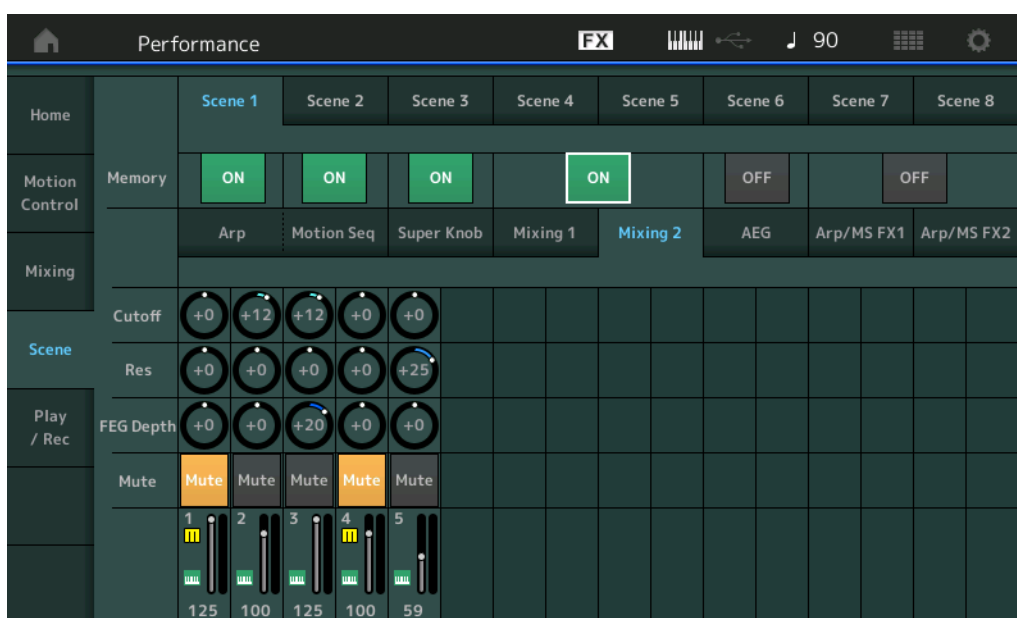 Performance FX 90
Scene 1 Scene 2 Scene 3 Scene 4 Scene 5 Scene 6 Scene 7 Scene 8
Home
Memory ON ON ON ON OFF OFF
Motion
Control
Arp Motion Seq Super Knob Mixing 1 Mixing 2 AEG Arp/MS FX1 Arp/MS FX2
Mixing
Cutoff +0 +12 +12 +0 +0
Scene
Res +0 +0 +0 +0 +25
Play
/ Rec
FEG Depth +0 +0 +20 +0 +0
Mute Mute Mute Mute Mute Mute
1 2 3 4 5
125 100 125 100 59